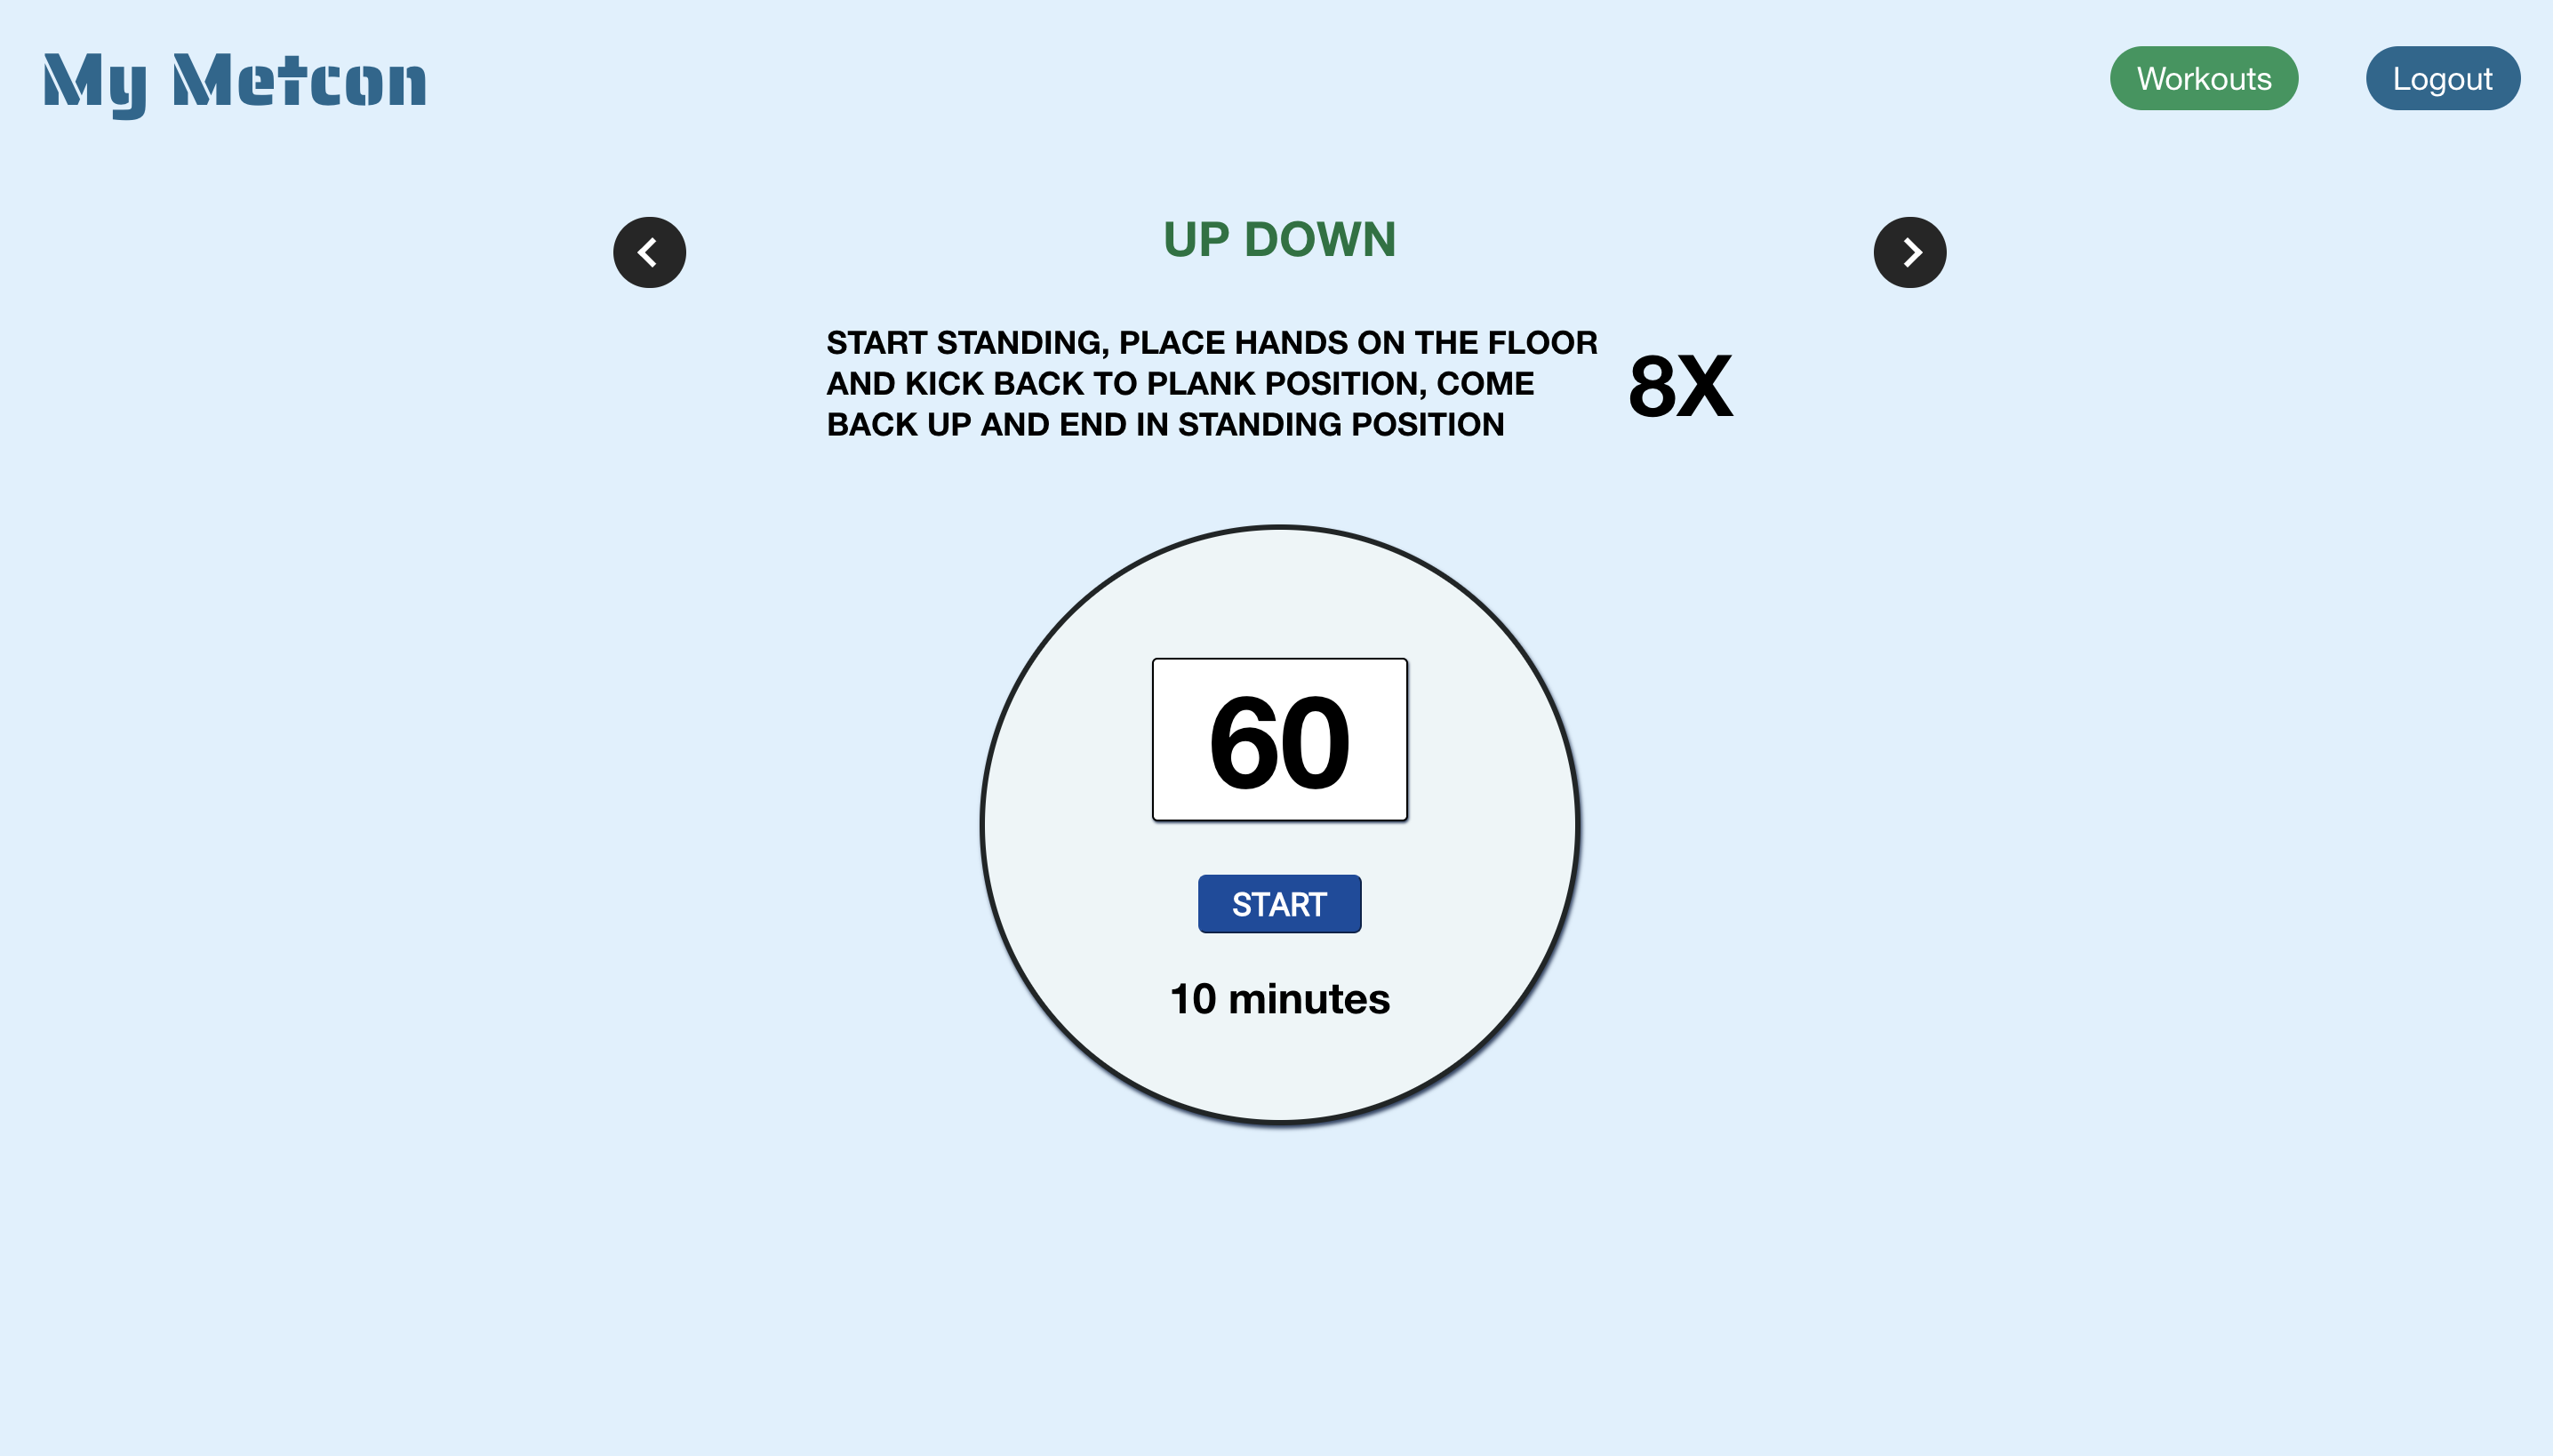 My Metcon
Workouts
Logout
UP DOWN
START STANDING, PLACE HANDS ON THE FLOOR
AND KICK BACK TO PLANK POSITION, COME
BACK UP AND END IN STANDING POSITION
8X
60
START
10 minutes